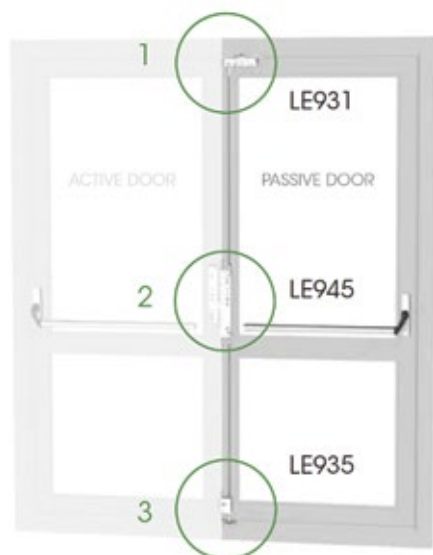 1
LE931
ACTIVE DOOR
PASSIVE DOOR
2
LE945
LE935
3